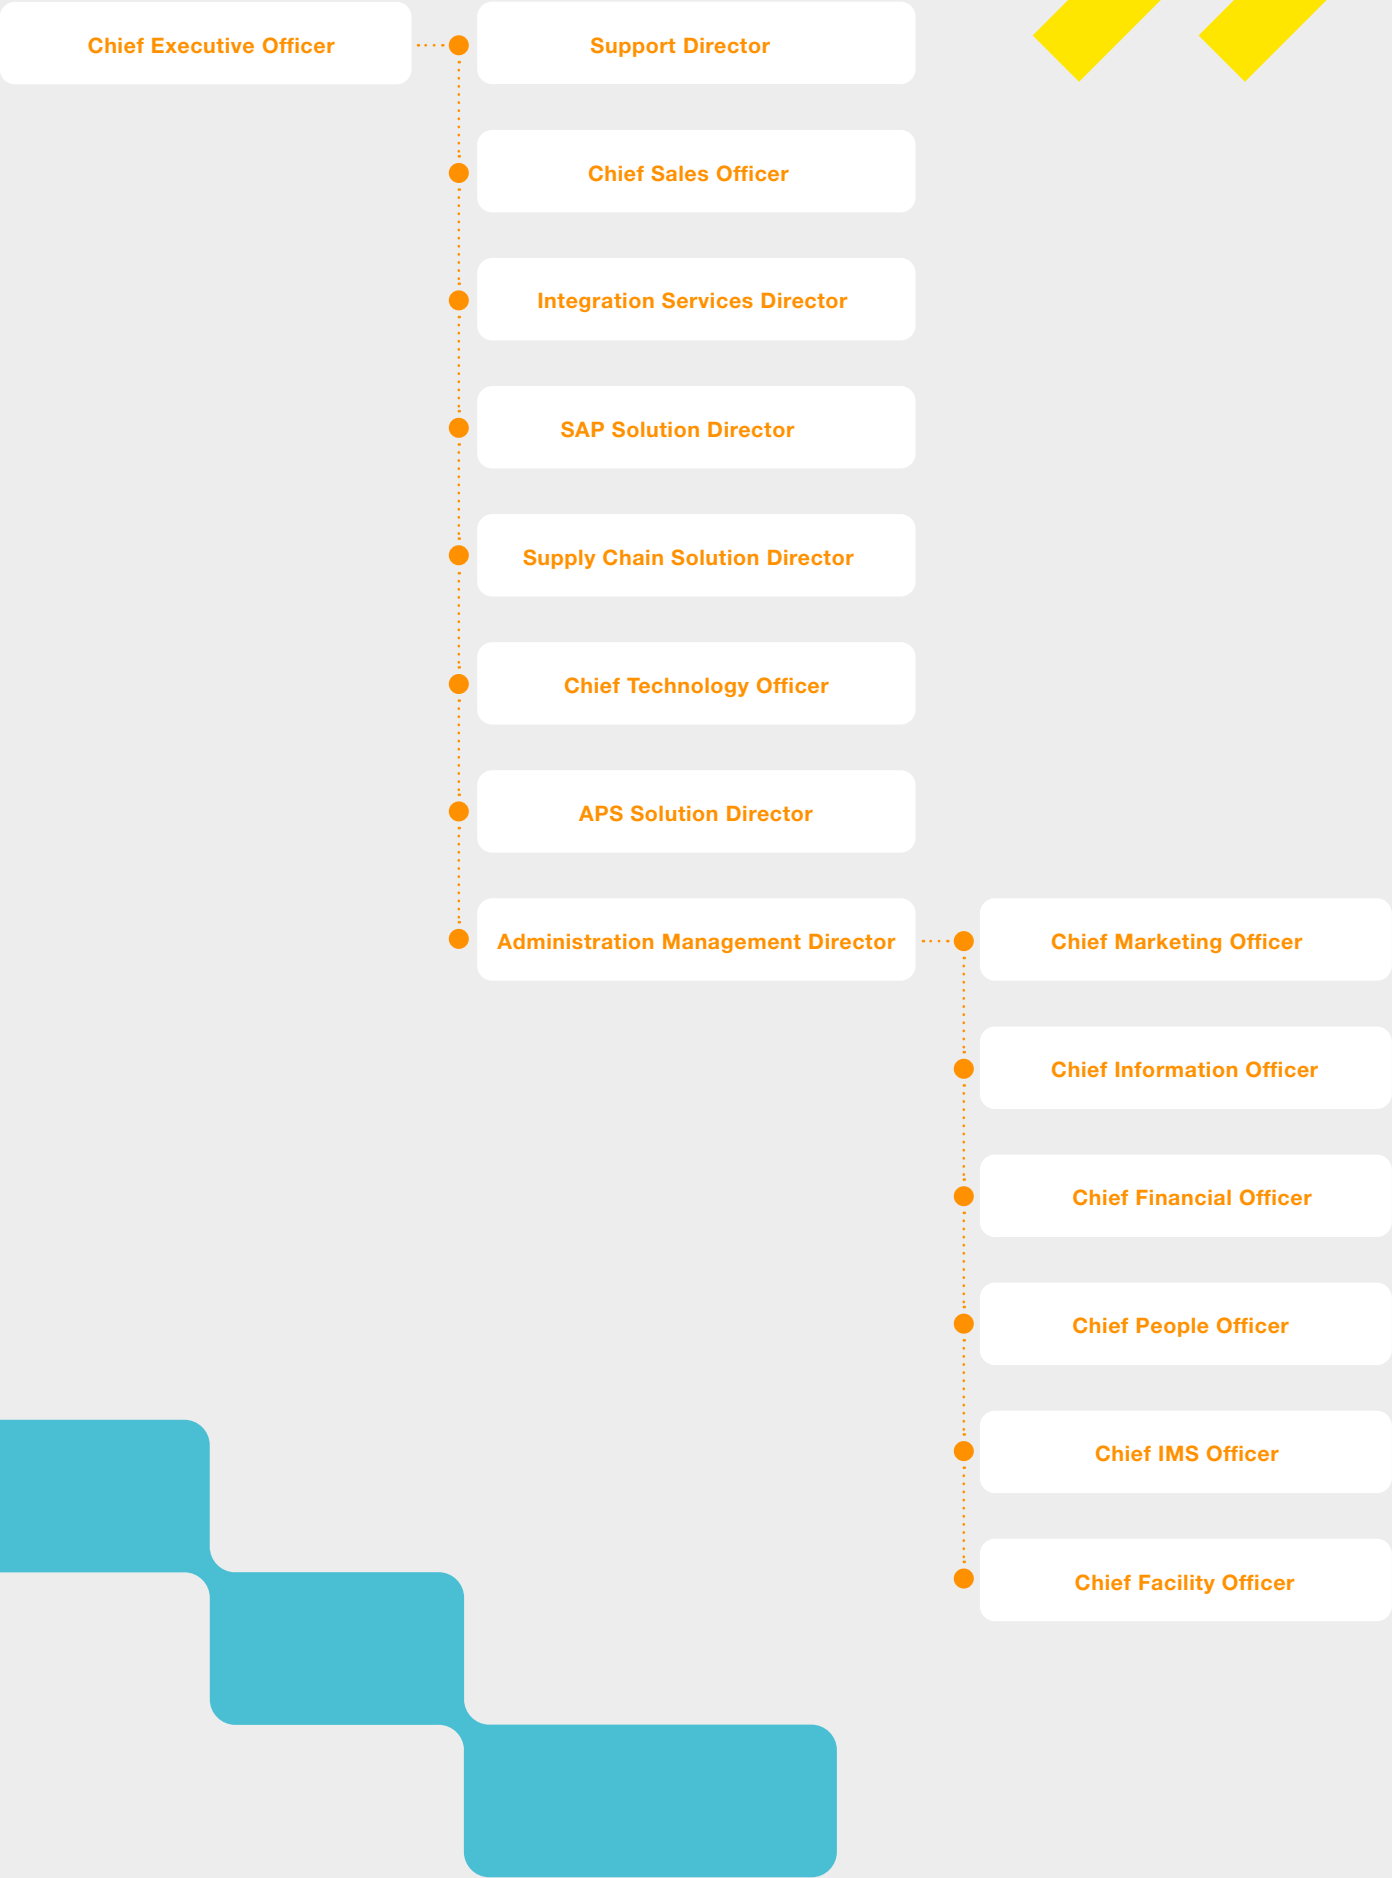 Chief Executive Officer
Support Director
Chief Sales Officer
Integration Services Director
SAP Solution Director
Supply Chain Solution Director
Chief Technology Officer
APS Solution Director
Administration Management Director
Chief Marketing Officer
Chief Information Officer
Chief Financial Officer
Chief People Officer
Chief IMS Officer
Chief Facility Officer